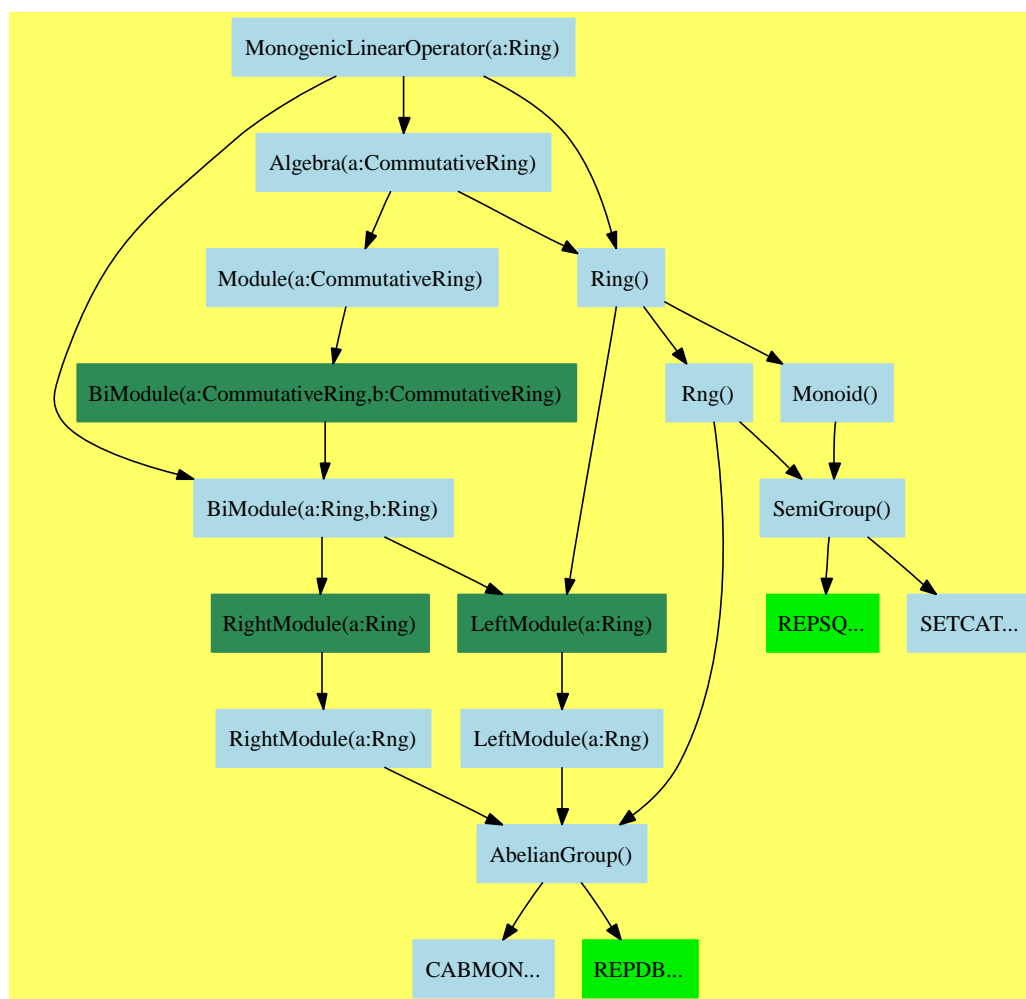 MonogenicLinearOperator(a:Ring)
Algebra(a:CommutativeRing)
Module(a:CommutativeRing)
Ring()
BiModule(a:CommutativeRing,b:CommutativeRing)
Rng()
Monoid()
BiModule(a:Ring,b:Ring)
SemiGroup()
RightModule(a:Ring)
LeftModule(a:Ring)
REPSQ...
SETCAT...
RightModule(a:Rng)
LeftModule(a:Rng)
AbelianGroup()
CABMON...
REPDB...